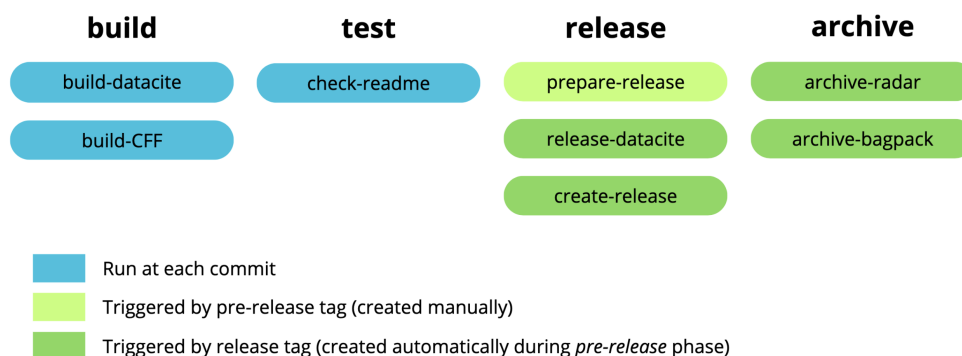 build
test
release
archive
build-datacite
check-readme
prepare-release
archive-radar
build-CFF
release-datacite
archive-bagpack
create-release
Run at each commit
Triggered by pre-release tag (created manually)
Triggered by release tag (created automatically during pre-release phase)